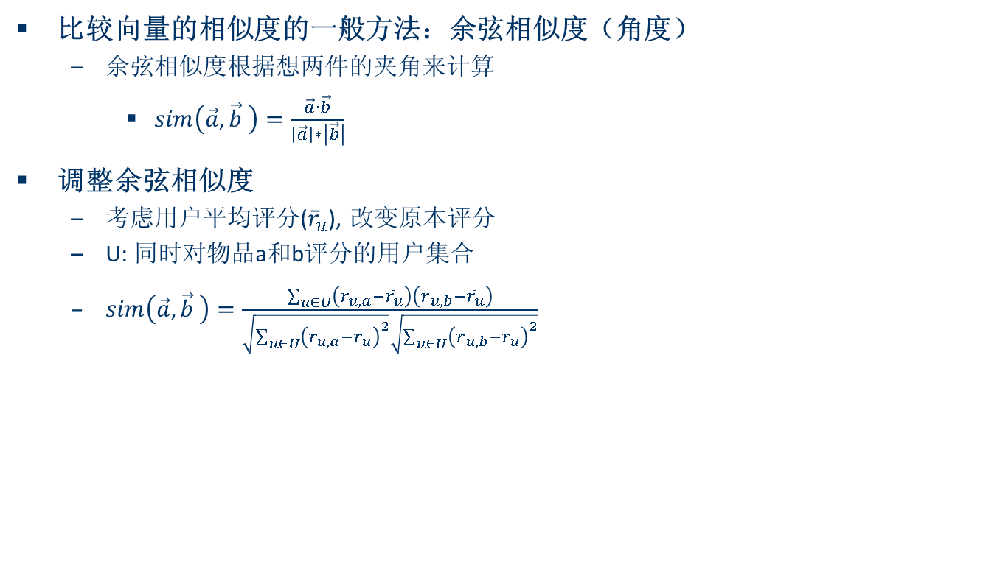 ▪ 比较向量的相似度的一般方法：余弦相似度（角度）
– 余弦相似度根据想两件的夹角来计算
▪ $sim(\vec{a},\vec{b})=\frac{\vec{a}\cdot\vec{b}}{|\vec{a}|*|\vec{b}|}$
▪ 调整余弦相似度
– 考虑用户平均评分($\bar{r}_u$), 改变原本评分
– U: 同时对物品a和b评分的用户集合
– $sim(\vec{a},\vec{b})=\frac{\sum_{u\in U}(r_{u,a}-\dot{r_u})(r_{u,b}-\dot{r_u})}{\sqrt{\sum_{u\in U}(r_{u,a}-\dot{r_u})^2}\sqrt{\sum_{u\in U}(r_{u,b}-\dot{r_u})^2}}$